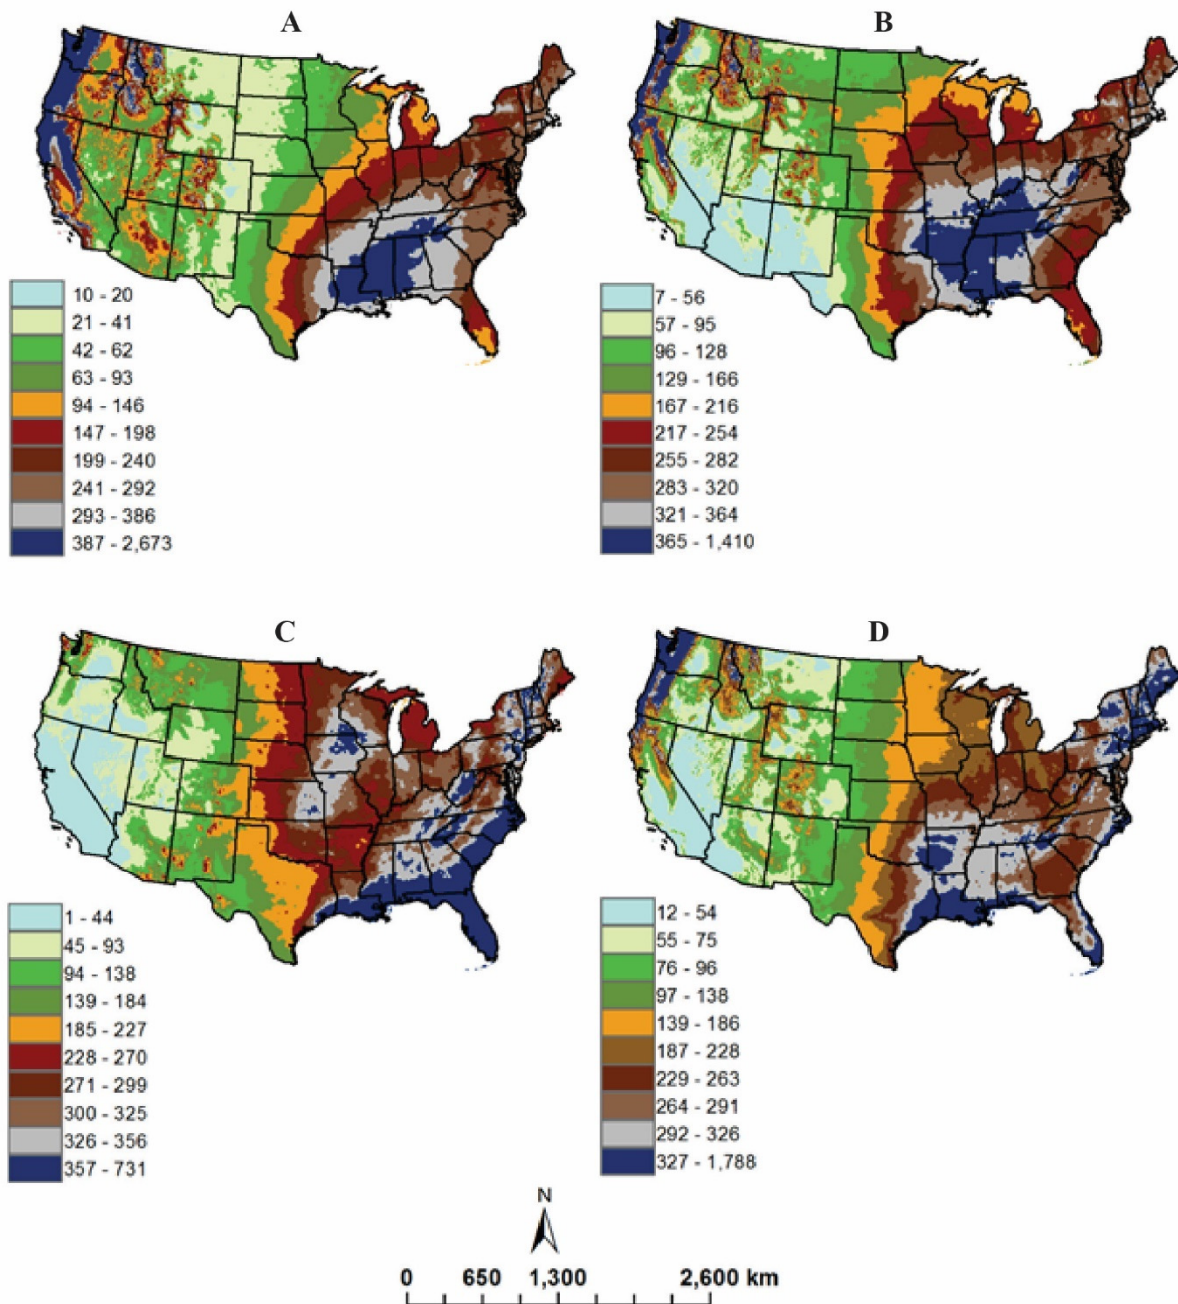 A
B
10 - 20
21 - 41
42 - 62
63 - 93
94 - 146
147 - 198
199 - 240
241 - 292
293 - 386
387 - 2,673
7 - 56
57 - 95
96 - 128
129 - 166
167 - 216
217 - 254
255 - 282
283 - 320
321 - 364
365 - 1,410
C
D
1 - 44
45 - 93
94 - 138
139 - 184
185 - 227
228 - 270
271 - 299
300 - 325
326 - 356
357 - 731
12 - 54
55 - 75
76 - 96
97 - 138
139 - 186
187 - 228
229 - 263
264 - 291
292 - 326
327 - 1,788
N
0 650 1,300 2,600 km